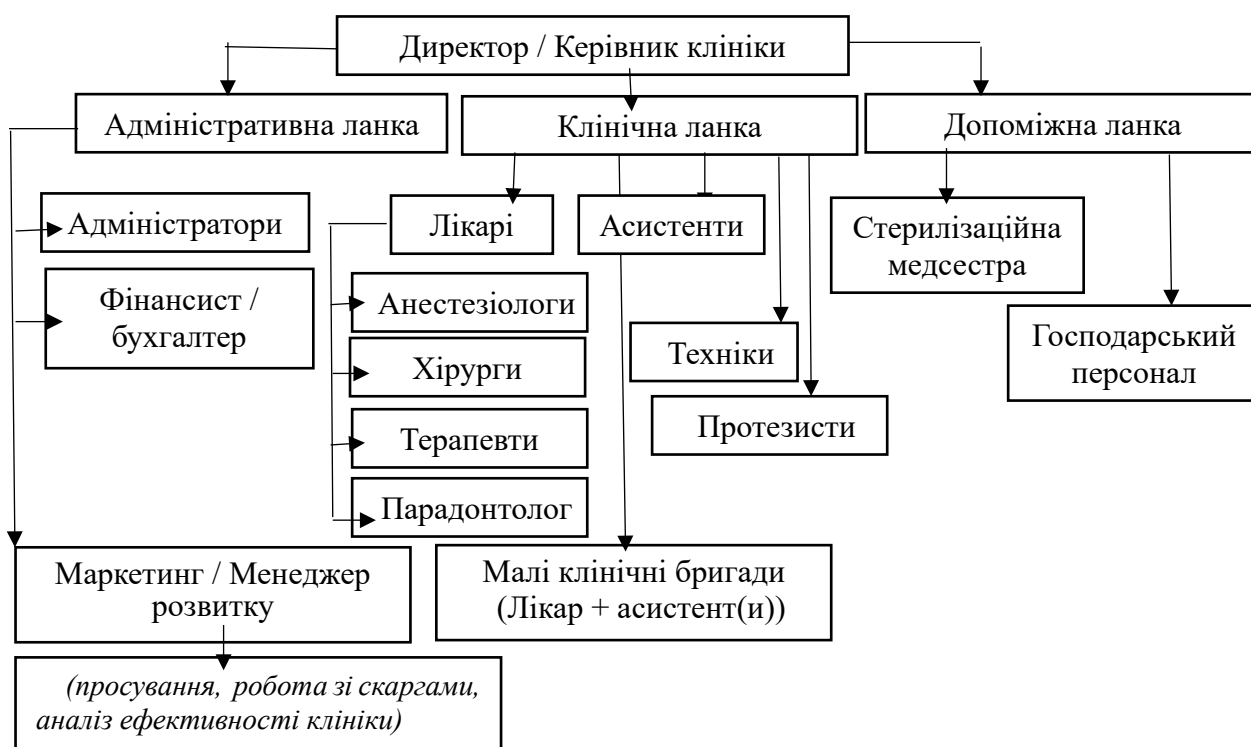 Директор / Керівник клініки
Адміністративна ланка
Клінічна ланка
Допоміжна ланка
Адміністратори
Лікарі
Асистенти
Стерилізаційна
медсестра
Фінансист /
бухгалтер
Анестезіологи
Хірурги
Техніки
Господарський
персонал
Терапевти
Протезисти
Парадонтолог
Маркетинг / Менеджер
розвитку
Малі клінічні бригади
(Лікар + асистент(и))
(просування, робота зі скаргами,
аналіз ефективності клініки)